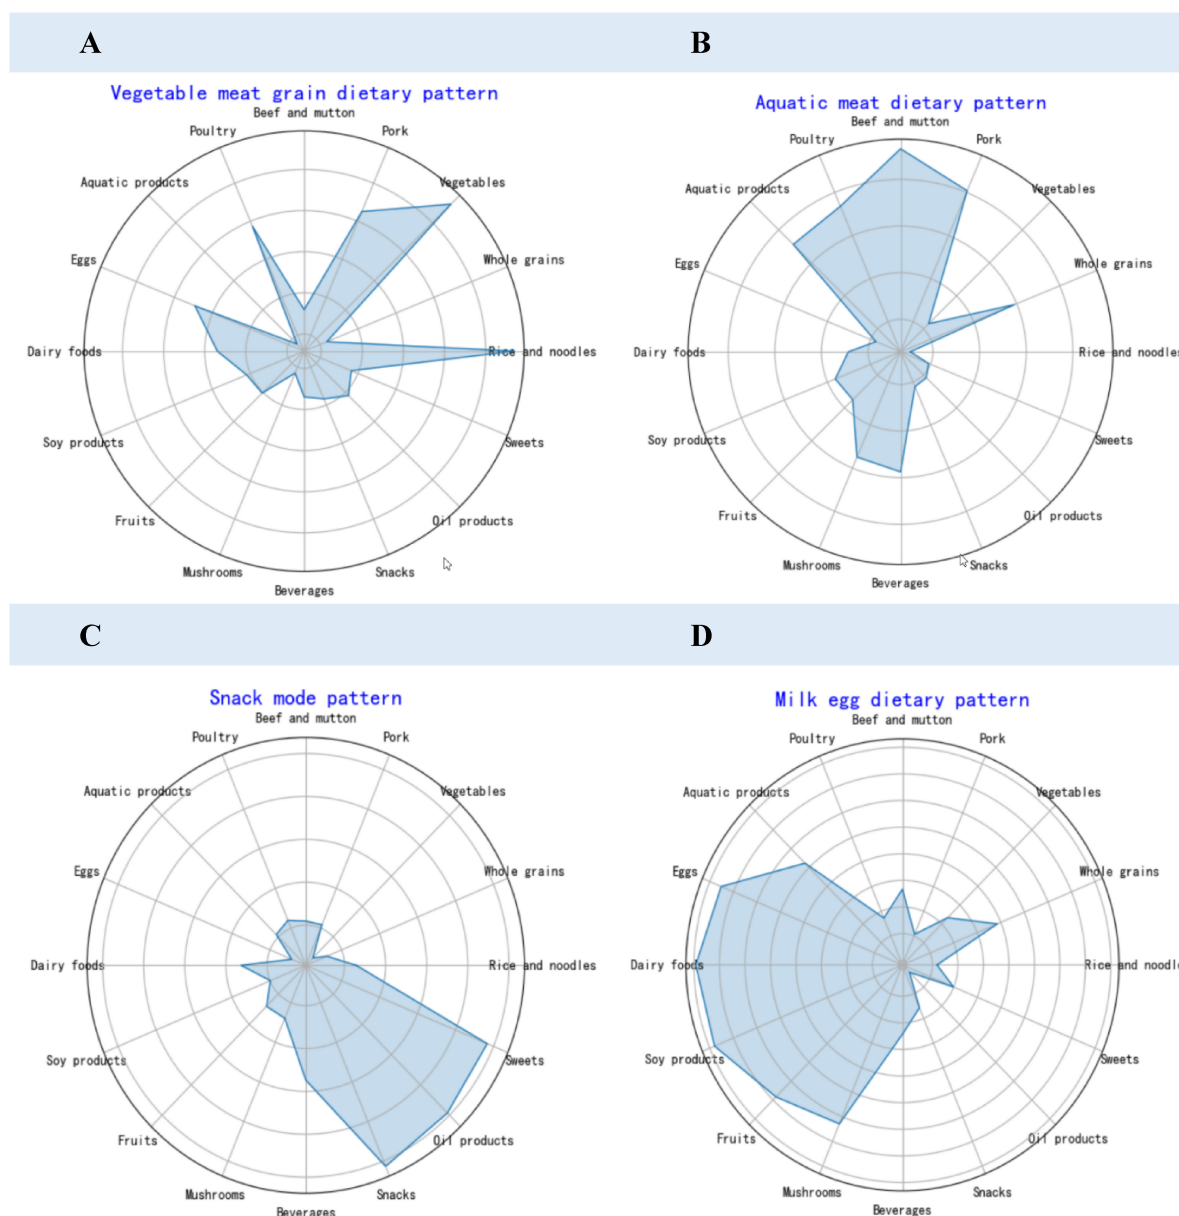 A
B
Vegetable meat grain dietary pattern
Beef and mutton
Poultry
Pork
Aquatic products
Vegetables
Eggs
Whole grains
Dairy foods
Rice and noodles
Soy products
Sweets
Fruits
Oil products
Mushrooms
Snacks
Beverages
Aquatic meat dietary pattern
Beef and mutton
Poultry
Pork
Aquatic products
Vegetables
Eggs
Whole grains
Dairy foods
Rice and noodles
Soy products
Sweets
Fruits
Oil products
Mushrooms
Snacks
Beverages
C
D
Snack mode pattern
Beef and mutton
Poultry
Pork
Aquatic products
Vegetables
Eggs
Whole grains
Dairy foods
Rice and noodles
Soy products
Sweets
Fruits
Oil products
Mushrooms
Snacks
Beverages
Milk egg dietary pattern
Beef and mutton
Poultry
Pork
Aquatic products
Vegetables
Eggs
Whole grains
Dairy foods
Rice and noodle
Soy products
Sweets
Fruits
Oil products
Mushrooms
Snacks
Beverages